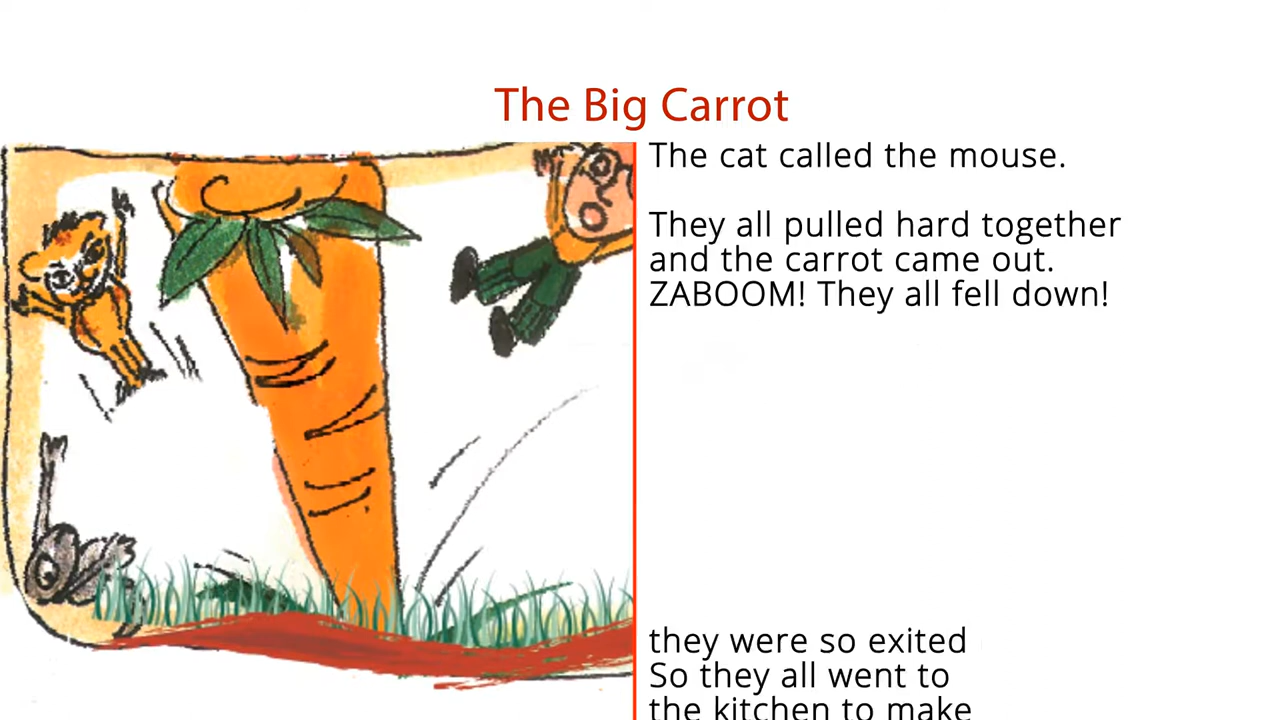 The Big Carrot
The cat called the mouse.
They all pulled hard together
and the carrot came out.
ZABOOM! They all fell down!
they were so exited
So they all went to
the kitchen to make